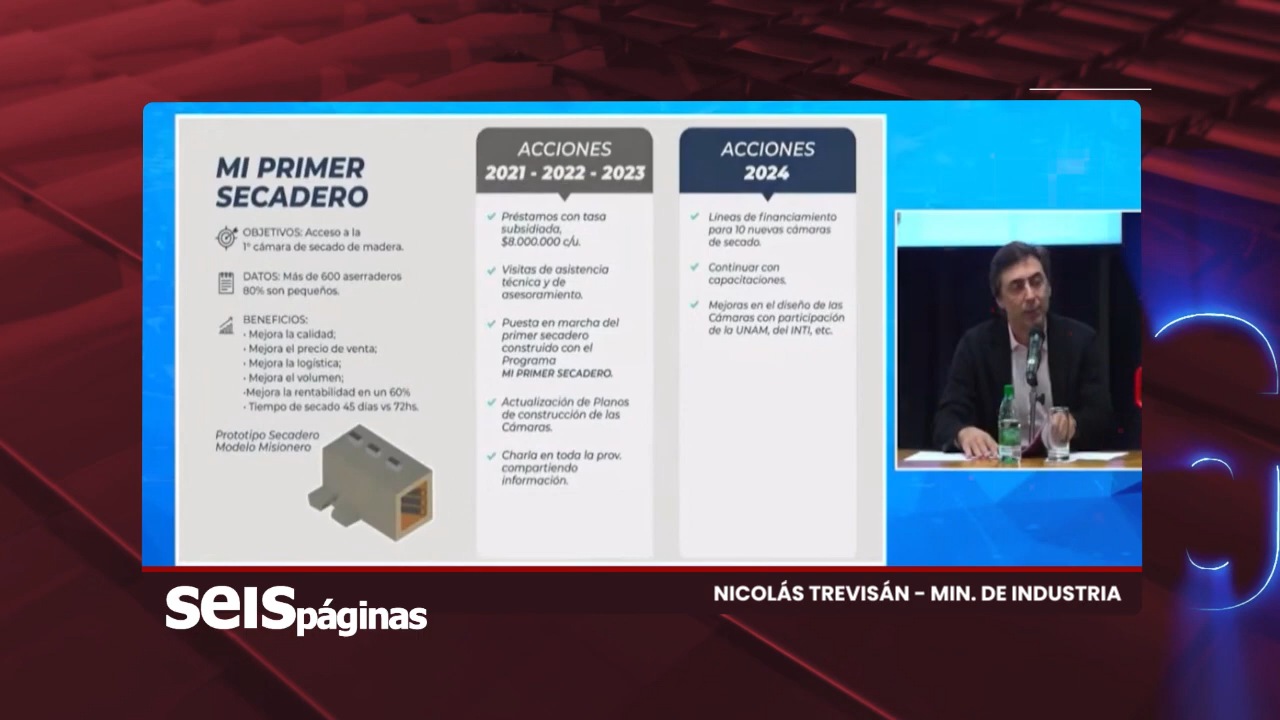 MI PRIMER
SECADERO
OBJETIVOS: Acceso a la
1° cámara de secado de madera.
DATOS: Más de 600 aserraderos
80% son pequeños.
BENEFICIOS:
• Mejora la calidad;
• Mejora el precio de venta;
• Mejora la logística;
• Mejora el volumen;
•Mejora la rentabilidad en un 60%
• Tiempo de secado 45 días vs 72hs.
Prototipo Secadero
Modelo Misionero
ACCIONES
2021 - 2022 - 2023
Préstamos con tasa
subsidiada,
$8.000.000 c/u.
Visitas de asistencia
técnica y de
asesoramiento.
Puesta en marcha del
primer secadero
construido con el
Programa
MI PRIMER SECADERO.
Actualización de Planos
de construcción de las
Cámaras.
Charla en toda la prov.
compartiendo
información.
ACCIONES
2024
Líneas de financiamiento
para 10 nuevas cámaras
de secado.
Continuar con
capacitaciones.
Mejoras en el diseño de las
Cámaras con participación
de la UNAM, del INTI, etc.
seis páginas
NICOLÁS TREVISÁN - MIN. DE INDUSTRIA